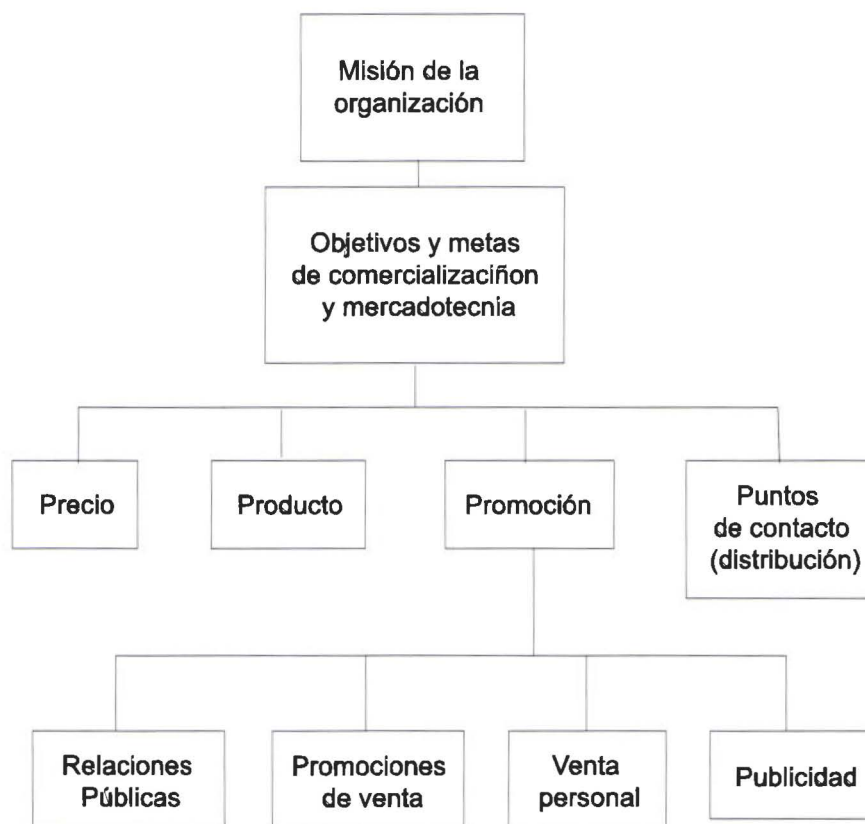 Misión de la
organización
Objetivos y metas
de comercializaciñon
y mercadotecnia
Precio
Producto
Promoción
Puntos
de contacto
(distribución)
Relaciones
Públicas
Promociones
de venta
Venta
personal
Publicidad